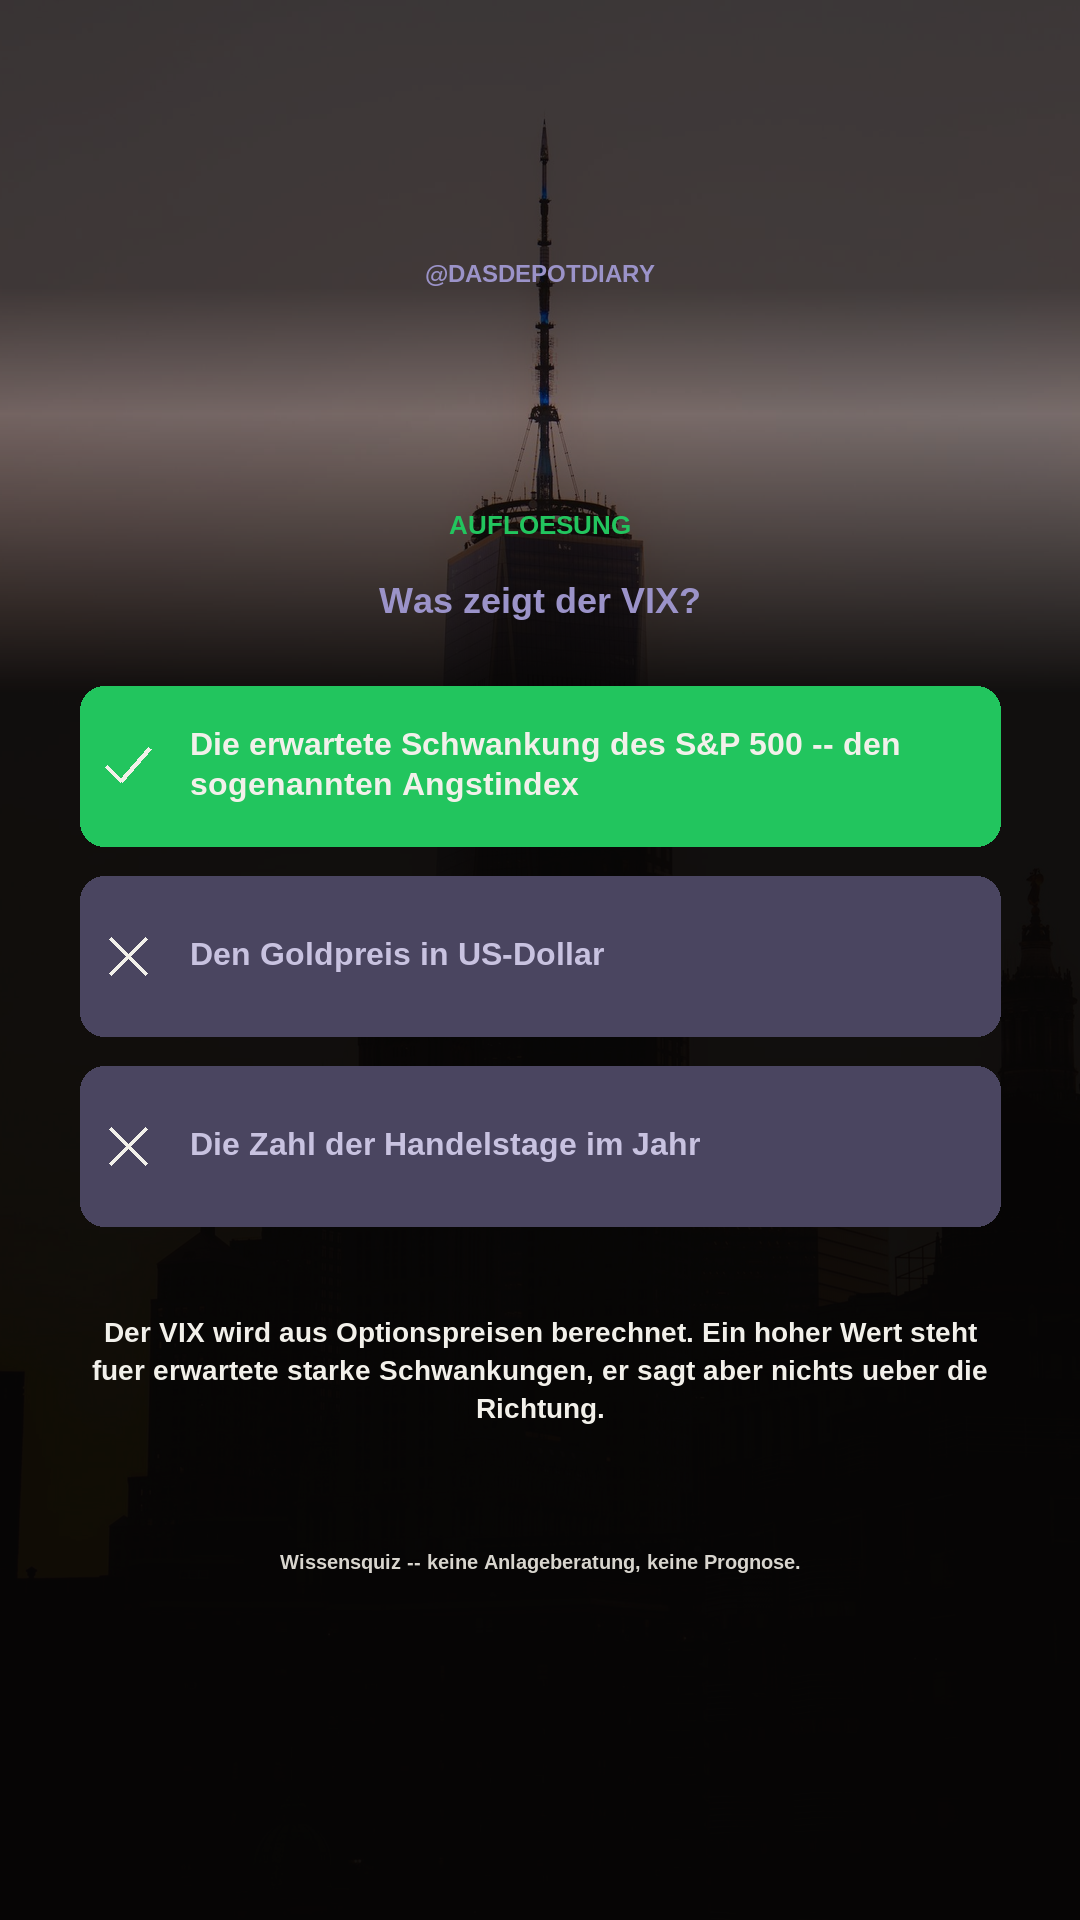 @DASDEPOTDIARY
AUFLOESUNG
Was zeigt der VIX?
Die erwartete Schwankung des S&P 500 -- den
sogenannten Angstindex
Den Goldpreis in US-Dollar
Die Zahl der Handelstage im Jahr
Der VIX wird aus Optionspreisen berechnet. Ein hoher Wert steht
fuer erwartete starke Schwankungen, er sagt aber nichts ueber die
Richtung.
Wissensquiz -- keine Anlageberatung, keine Prognose.